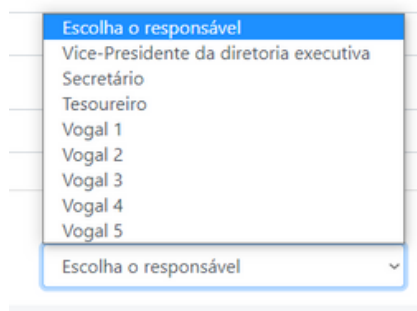 Escolha o responsável
Vice-Presidente da diretoria executiva
Secretário
Tesoureiro
Vogal 1
Vogal 2
Vogal 3
Vogal 4
Vogal 5
Escolha o responsável